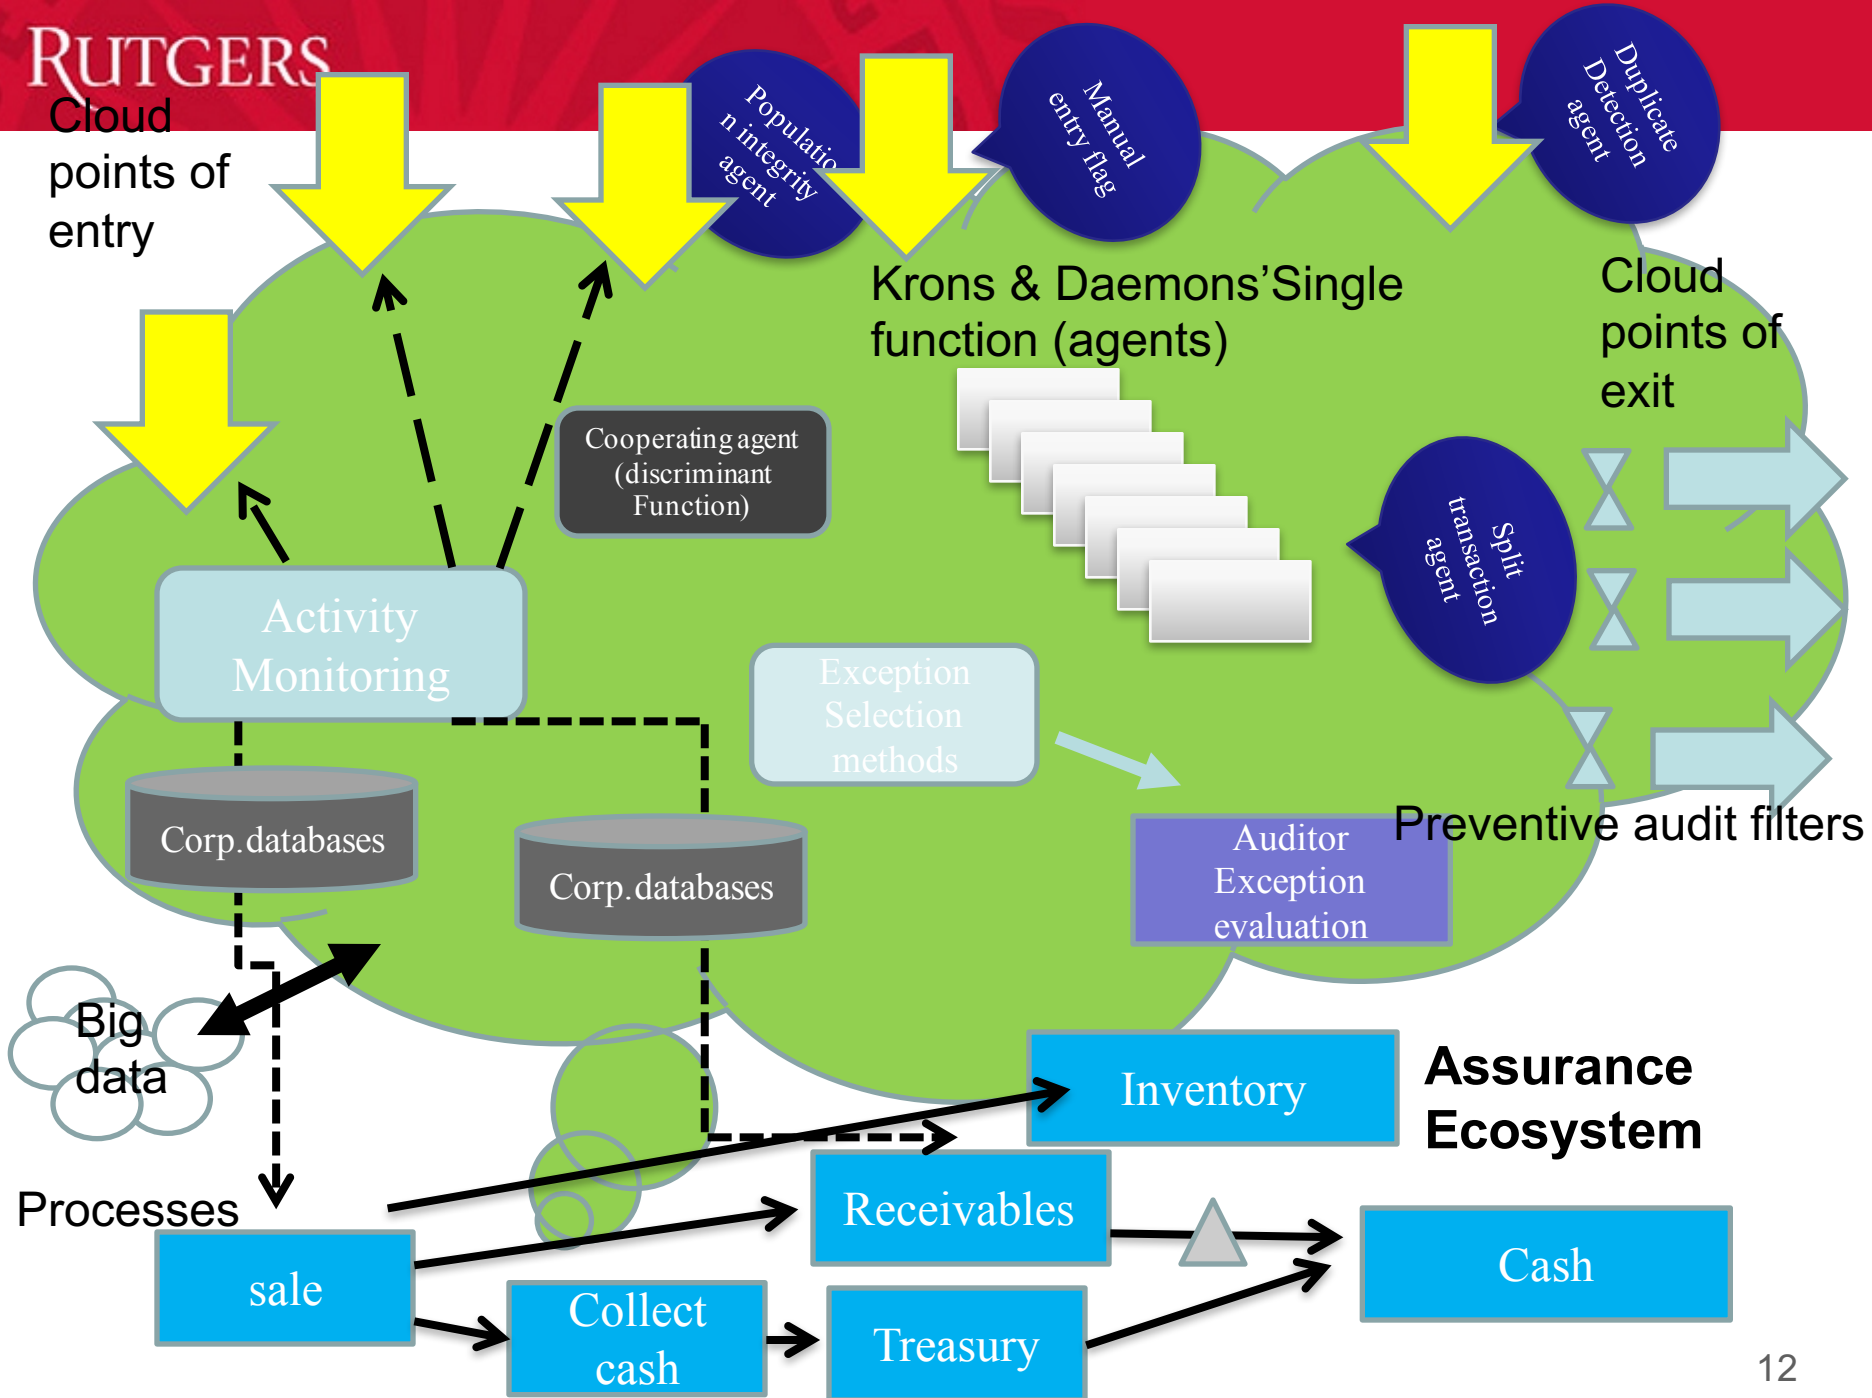 RUTGERS
Cloud
points of
entry
Populatio
n integrity
agent
Manual
entry flag
Duplicate
Detection
agent
Krons & Daemons’Single
function (agents)
Cloud
points of
exit
Cooperating agent
(discriminant
Function)
Split
transaction
agent
Activity
Monitoring
Exception
Selection
methods
Preventive audit filters
Corp.databases
Corp.databases
Auditor
Exception
evaluation
Big
data
Inventory
Assurance
Ecosystem
Processes
Receivables
sale
Cash
Collect
cash
Treasury
12